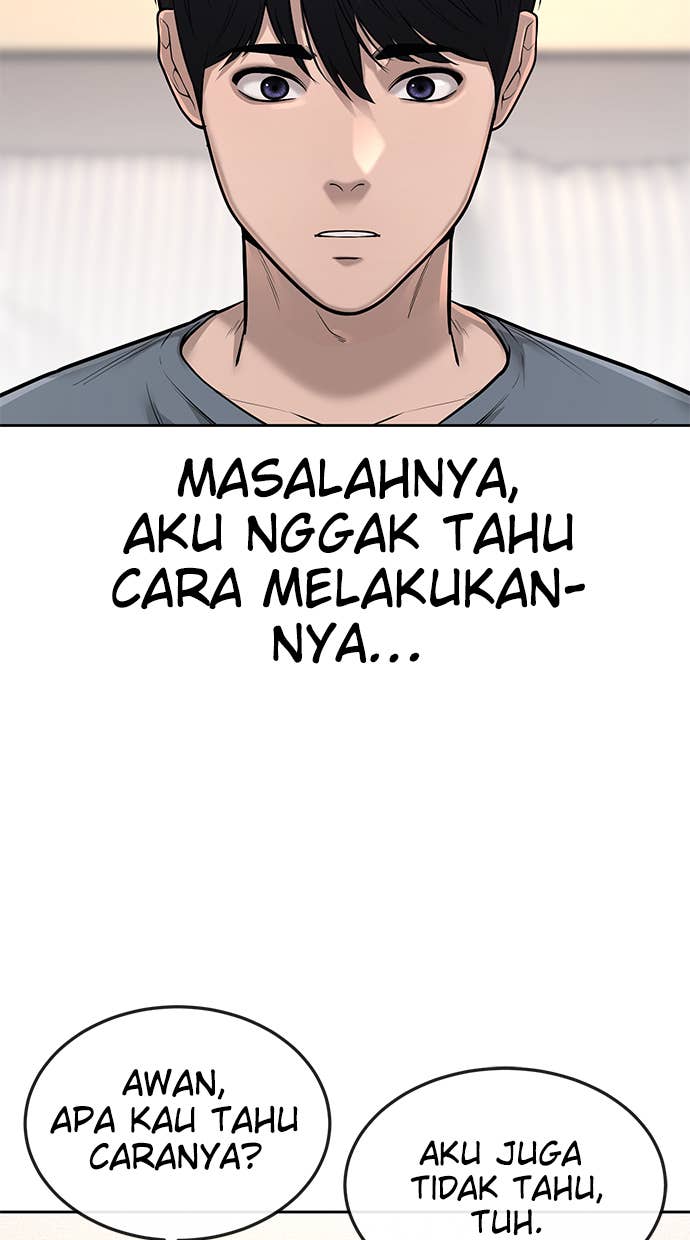 MASALAHNYA,
AKU NGGAK TAHU
CARA MELAKUKAN-
NYA...
AWAN,
APA KAU TAHU
CARANYA?
AKU JUGA
TIDAK TAHU,
TUH.